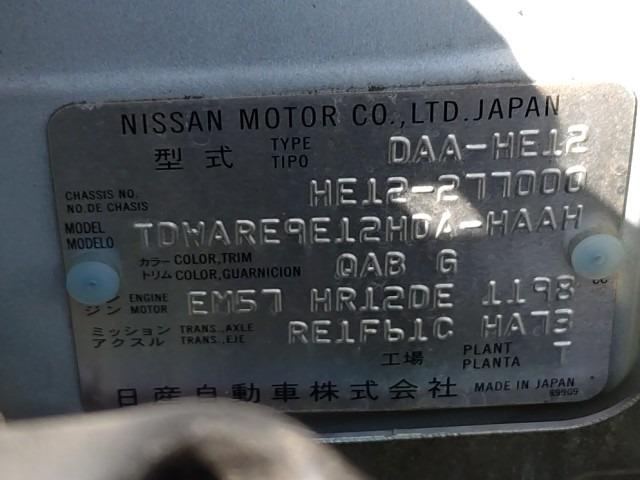 NISSAN MOTOR CO.,LTD.JAPAN
型式 TYPE TIPO DAA-HE12
CHASSIS NO. NO.DE CHASIS HE12-277000
MODEL MODELO TDWARE9E12HDA-HAAH
カラー COLOR,TRIM トリム COLOR,GUARNICION QAB G
ENGINE ジン MOTOR EM57 HR12DE 1198
ミッション TRANS.,AXLE アクスル TRANS.,EJE RE1F61C HA73
工場 PLANT PLANTA T
日産自動車株式会社 MADE IN JAPAN